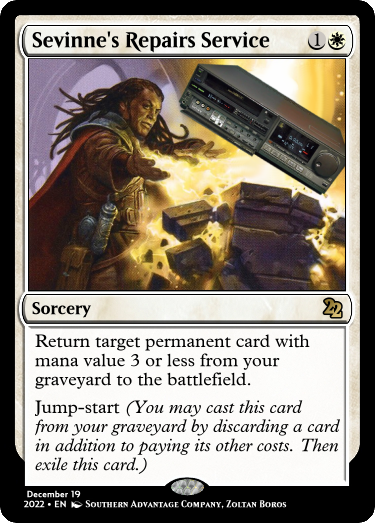 Sevinne's Repairs Service 1
Sorcery 22
Return target permanent card with
mana value 3 or less from your
graveyard to the battlefield.
Jump-start (You may cast this card
from your graveyard by discarding a card
in addition to paying its other costs. Then
exile this card.)
December 19
2022 • EN SOUTHERN ADVANTAGE COMPANY, ZOLTAN BOROS